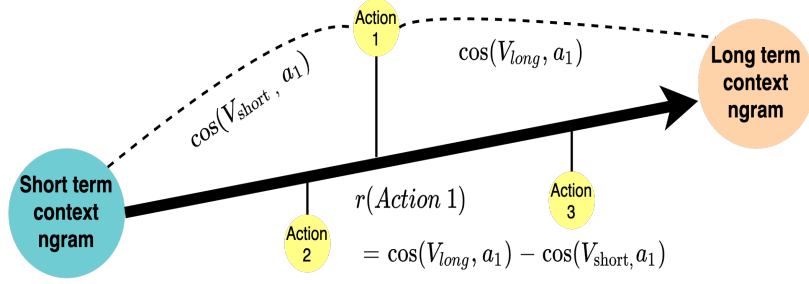 Action
1
Long term
context
ngram
cos(V_long, a_1)
cos(V_short, a_1)
Short term
context
ngram
Action
2
r(Action 1)
= cos(V_long, a_1) − cos(V_short, a_1)
Action
3